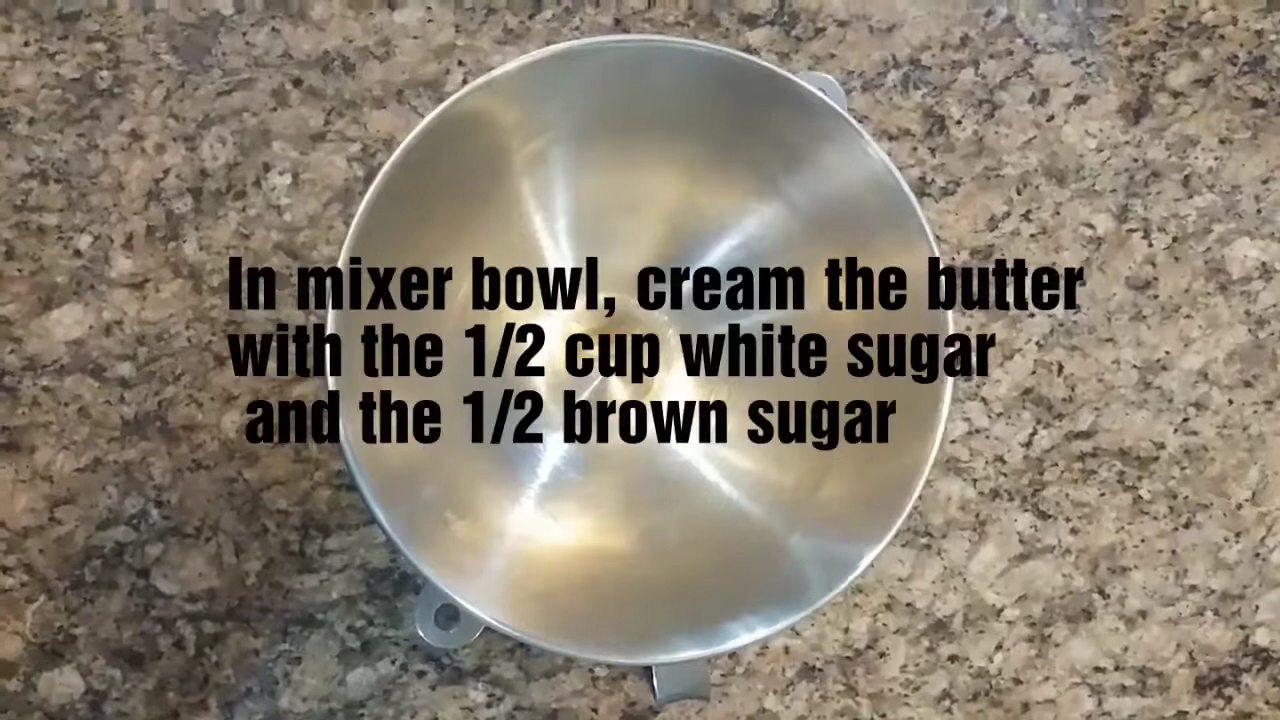 In mixer bowl, cream the butter
with the 1/2 cup white sugar
and the 1/2 brown sugar